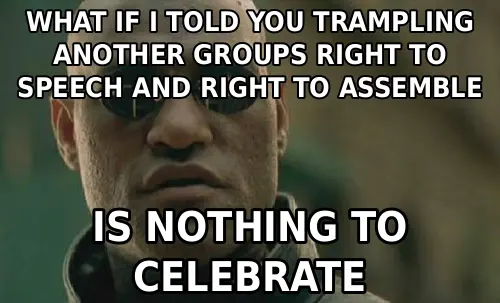 WHAT IF I TOLD YOU TRAMPLING
ANOTHER GROUPS RIGHT TO
SPEECH AND RIGHT TO ASSEMBLE
IS NOTHING TO
CELEBRATE